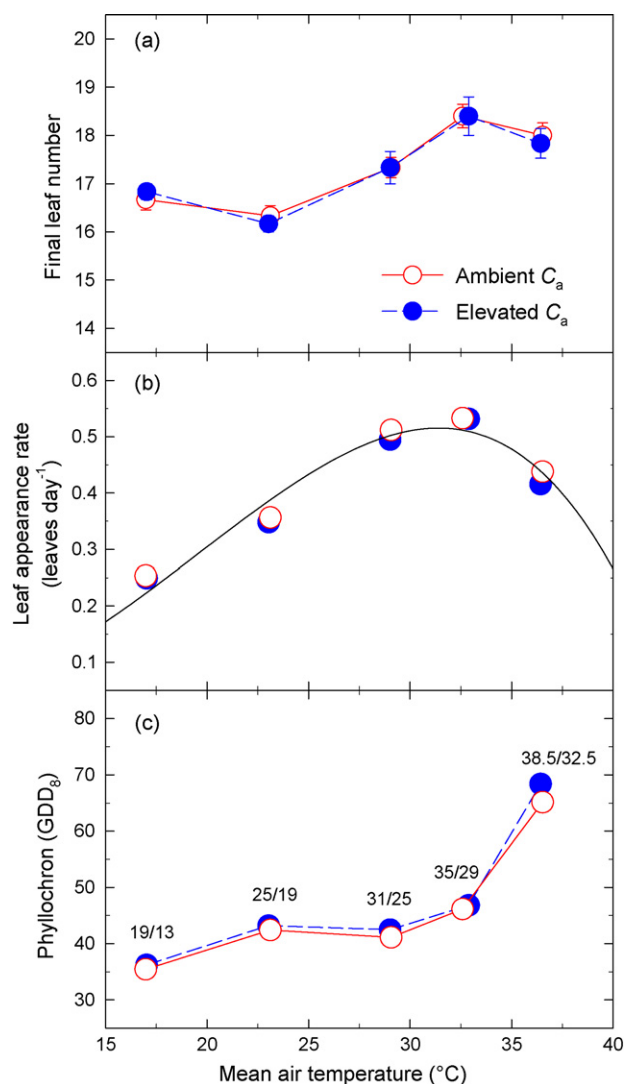 (a)
20
19
18
17
16
15
14
13
Final leaf number
Ambient Ca
Elevated Ca
(b)
0.6
0.5
0.4
0.3
0.2
0.1
Leaf appearance rate
(leaves day-1)
(c)
80
70
60
50
40
30
Phyllochron (GDD8)
19/13
25/19
31/25
35/29
38.5/32.5
15 20 25 30 35 40
Mean air temperature (°C)